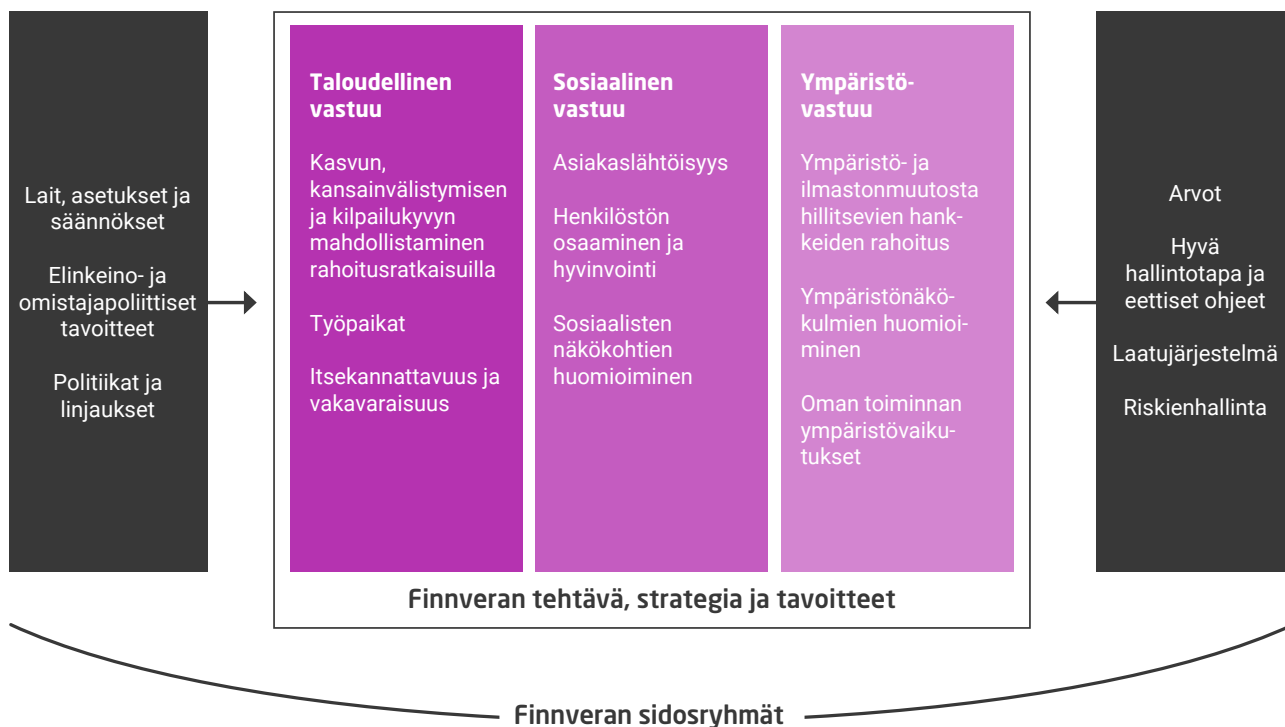 Lait, asetukset ja
säännökset
Elinkeino- ja
omistajapoliittiset
tavoitteet
Politiikat ja
linjaukset
Taloudellinen
vastuu
Kasvun,
kansainvälistymisen
ja kilpailukyvyn
mahdollistaminen
rahoitusratkaisuilla
Työpaikat
Itsekannattavuus ja
vakavaraisuus
Sosiaalinen
vastuu
Asiakaslähtöisyys
Henkilöstön
osaaminen ja
hyvinvointi
Sosiaalisten
näkökohtien
huomioiminen
Ympäristö-
vastuu
Ympäristö- ja
ilmastonmuutosta
hillitsevien hank-
keiden rahoitus
Ympäristönäkö-
kulmien huomioi-
minen
Oman toiminnan
ympäristövaiku-
tukset
Arvot
Hyvä
hallintotapa ja
eettiset ohjeet
Laatujärjestelmä
Riskienhallinta
Finnveran tehtävä, strategia ja tavoitteet
Finnveran sidosryhmät